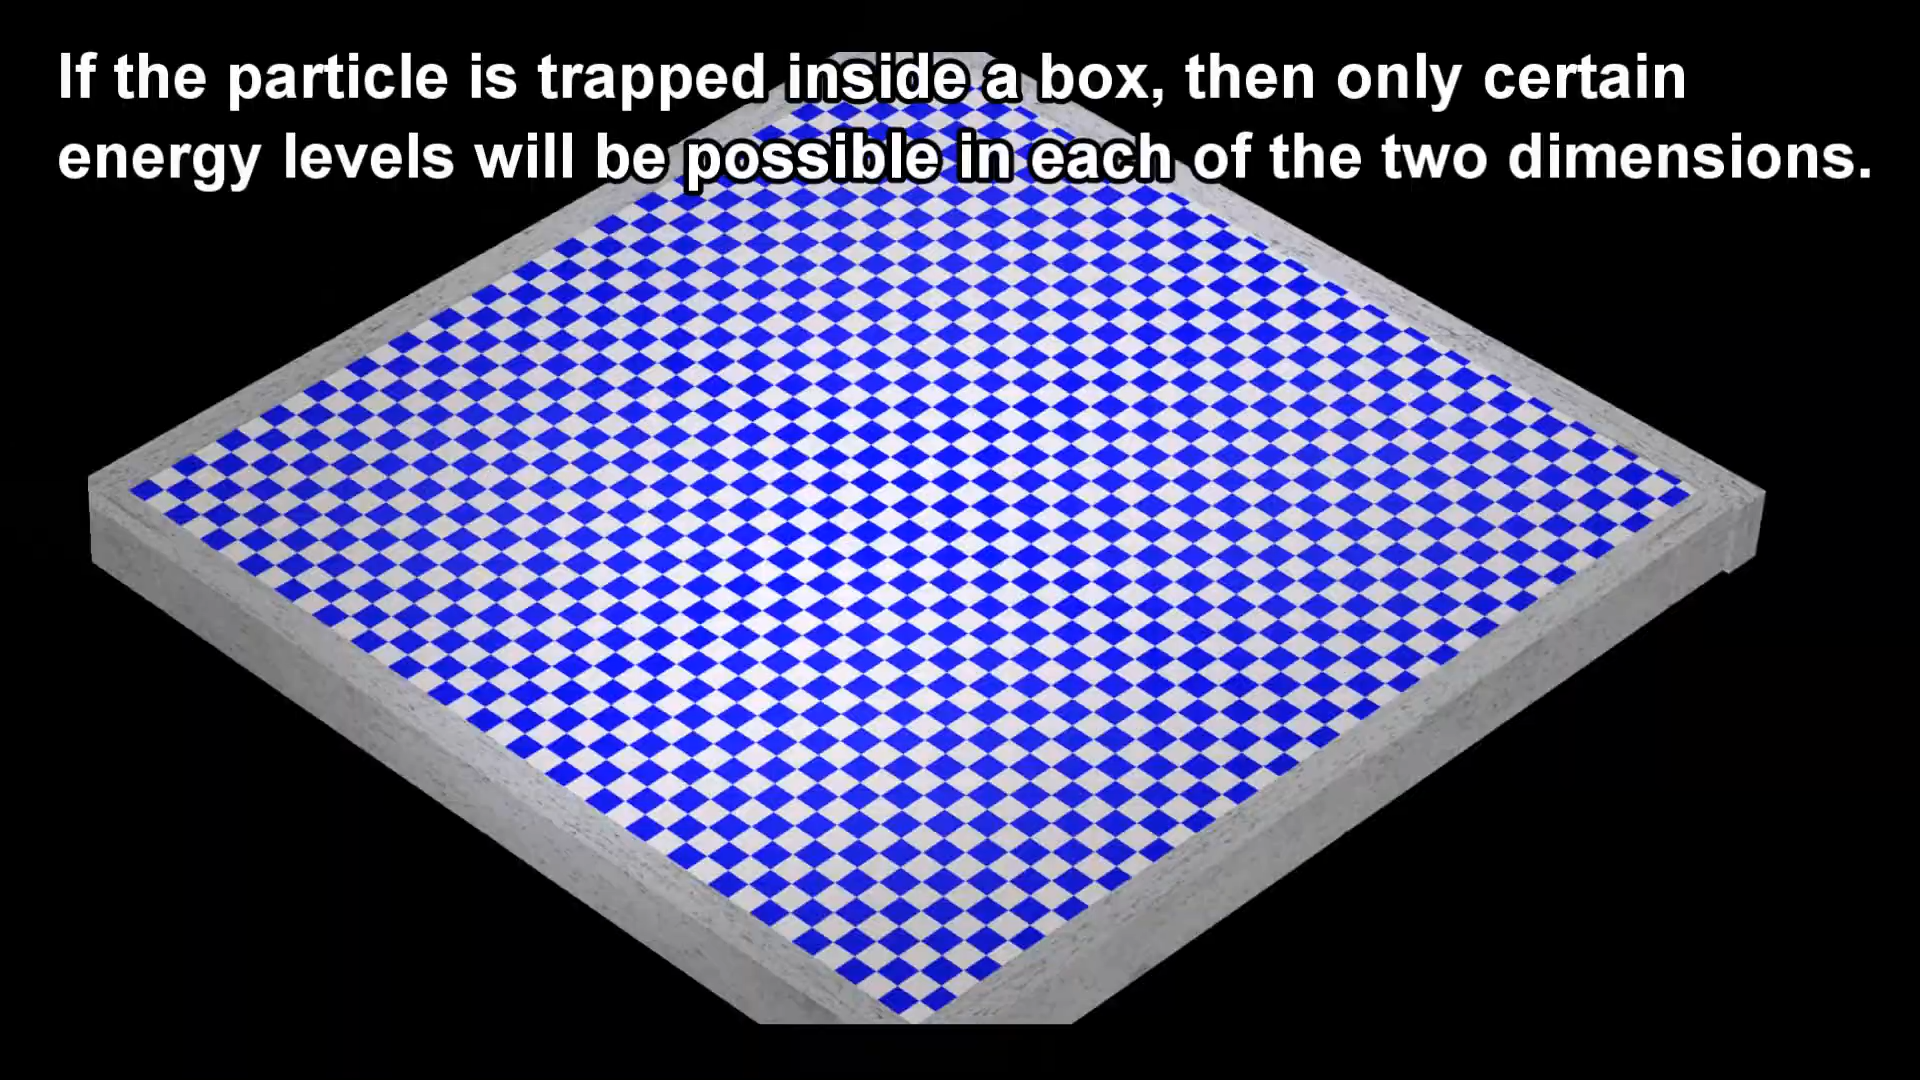 If the particle is trapped inside a box, then only certain
energy levels will be possible in each of the two dimensions.